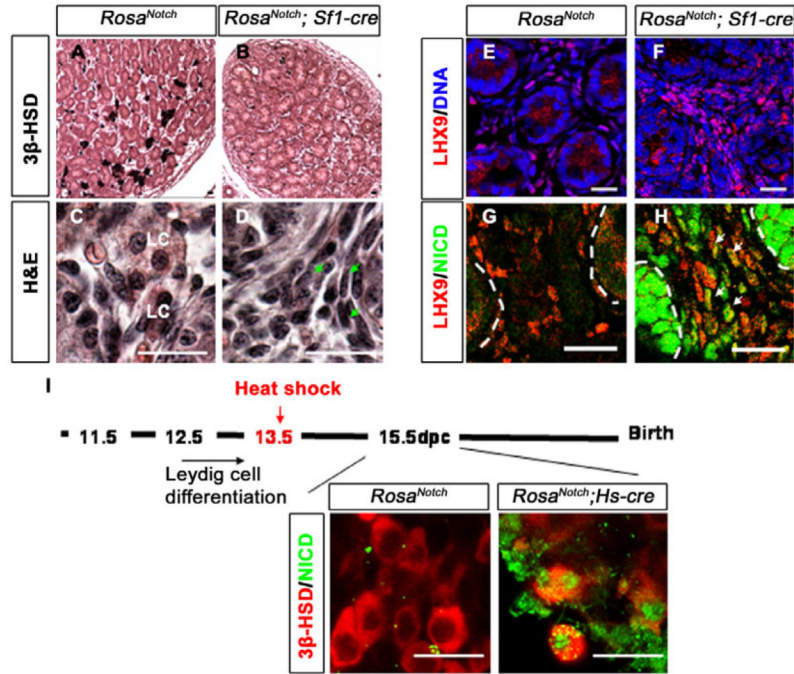 Rosa^Notch
Rosa^Notch; Sf1-cre
Rosa^Notch
Rosa^Notch; Sf1-cre
3β-HSD
A
B
LHX9/DNA
E
F
H&E
C
LC
LC
D
LHX9/NICD
G
H
I
Heat shock
11.5
12.5
13.5
15.5dpc
Birth
Leydig cell
differentiation
Rosa^Notch
Rosa^Notch;Hs-cre
3β-HSD/NICD